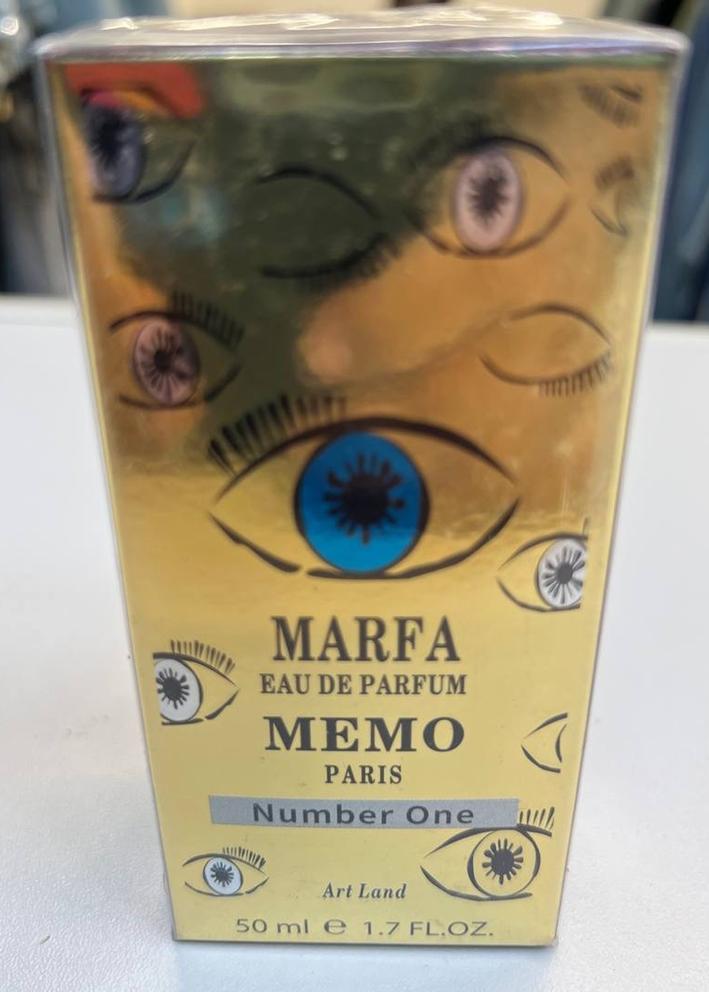 MARFA
EAU DE PARFUM
MEMO
PARIS
Number One
Art Land
50 ml ℮ 1.7 FL.OZ.